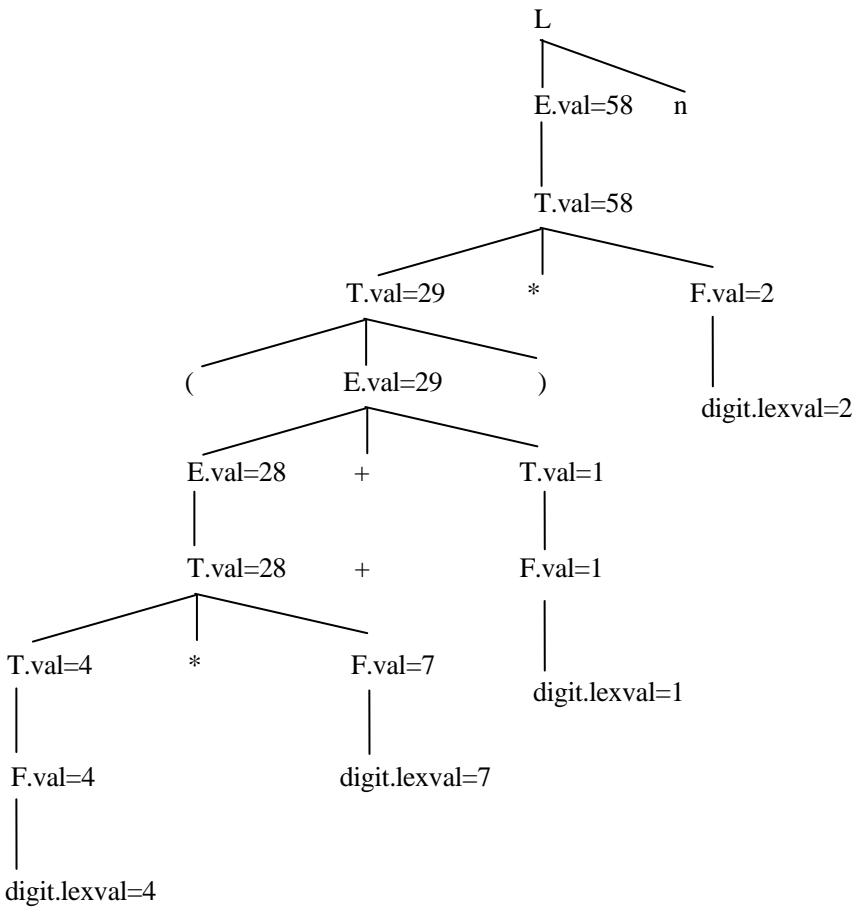 L
E.val=58 n
T.val=58
T.val=29 * F.val=2
( E.val=29 )
digit.lexval=2
E.val=28 + T.val=1
T.val=28 + F.val=1
T.val=4 * F.val=7
digit.lexval=1
F.val=4 digit.lexval=7
digit.lexval=4